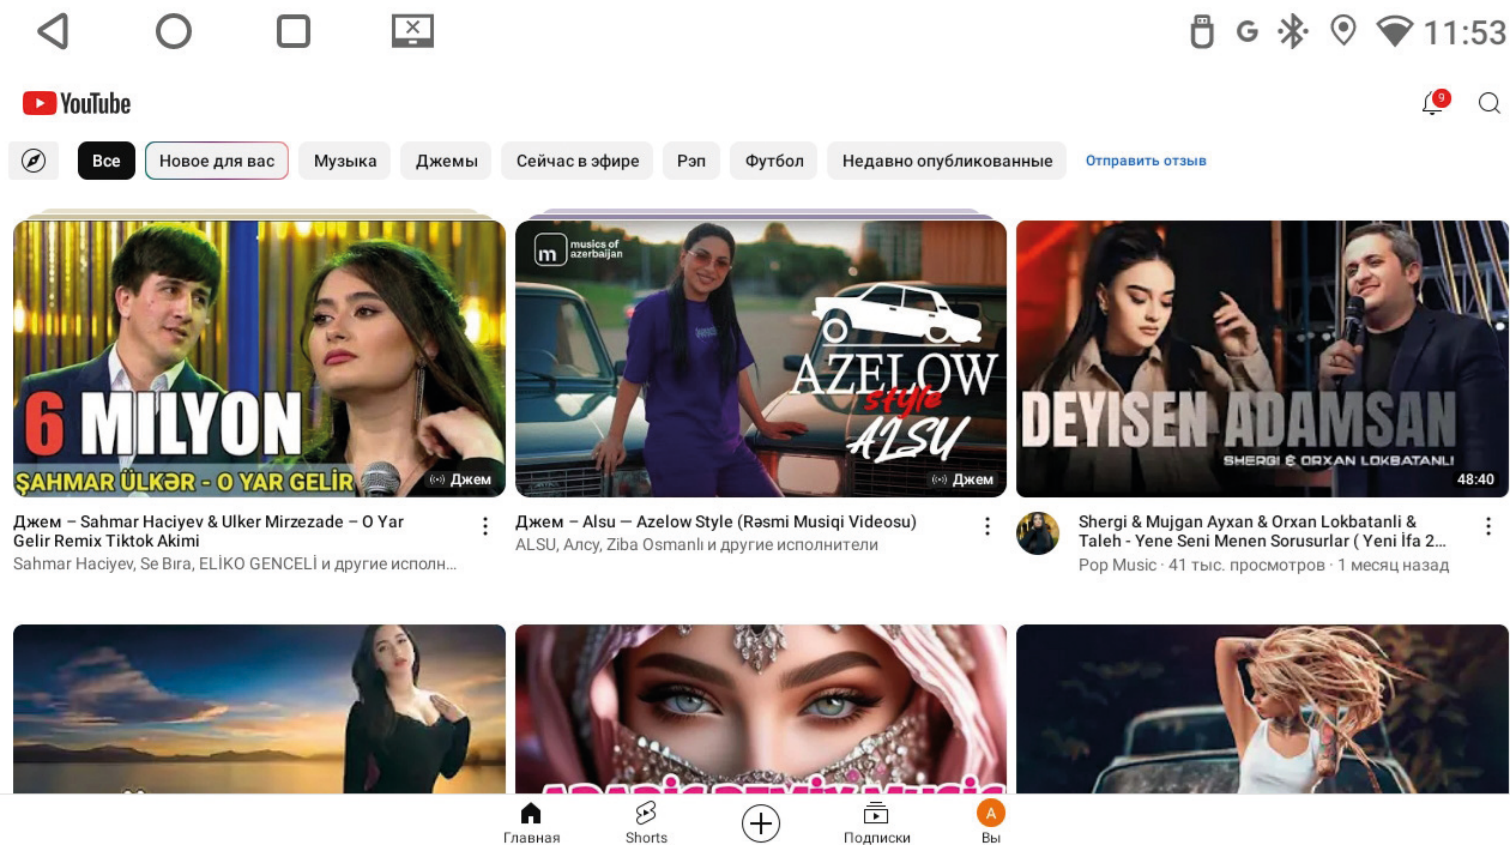 11:53
YouTube
9
Все
Новое для вас
Музыка
Джемы
Сейчас в эфире
Рэп
Футбол
Недавно опубликованные
Отправить отзыв
6 MILYON
ŞAHMAR ÜLKƏR - O YAR GELİR
Джем
m musics of
azerbaijan
AZELOW
style
ALSU
Джем
DEYISEN ADAMSAN
SHERGI & ORXAN LOKBATANLI
48:40
Джем – Sahmar Haciyev & Ulker Mirzezade – O Yar
Gelir Remix Tiktok Akimi
Sahmar Haciyev, Se Bıra, ELİKO GENCELİ и другие исполн…
Джем – Alsu — Azelow Style (Rəsmi Musiqi Videosu)
ALSU, Алсу, Ziba Osmanlı и другие исполнители
Shergi & Mujgan Ayxan & Orxan Lokbatanli &
Taleh - Yene Seni Menen Sorusurlar ( Yeni İfa 2…
Pop Music · 41 тыс. просмотров · 1 месяц назад
ARABIC REMIX MUSIC
Главная
Shorts
Подписки
A
Вы